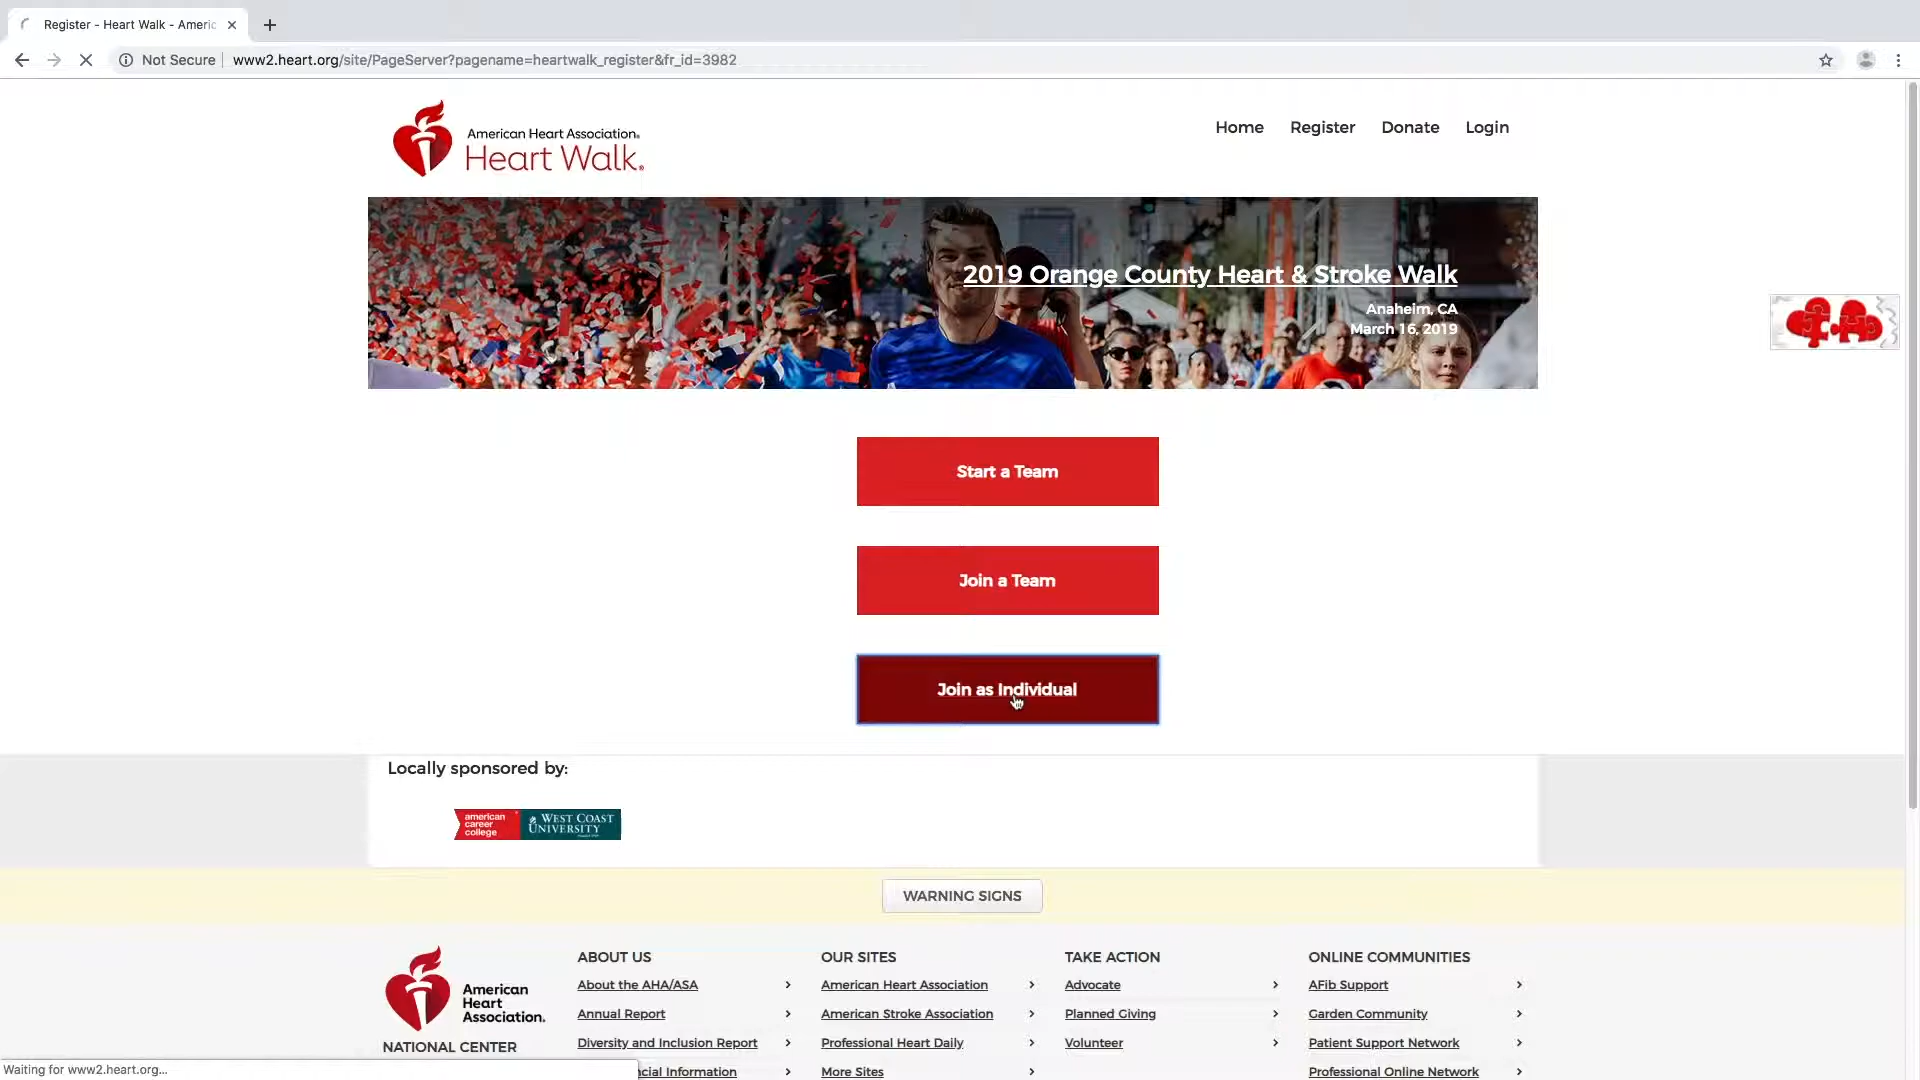 Register - Heart Walk - Americ
Not Secure
www2.heart.org/site/PageServer?pagename=heartwalk_register&fr_id=3982
American Heart Association®
Heart Walk®
Home
Register
Donate
Login
2019 Orange County Heart & Stroke Walk
Anaheim, CA
March 16, 2019
Start a Team
Join a Team
Join as Individual
Locally sponsored by:
american
career
college
WEST COAST
UNIVERSITY
WARNING SIGNS
American
Heart
Association®
NATIONAL CENTER
ABOUT US
About the AHA/ASA
Annual Report
Diversity and Inclusion Report
ncial Information
OUR SITES
American Heart Association
American Stroke Association
Professional Heart Daily
More Sites
TAKE ACTION
Advocate
Planned Giving
Volunteer
ONLINE COMMUNITIES
AFib Support
Garden Community
Patient Support Network
Professional Online Network
Waiting for www2.heart.org...